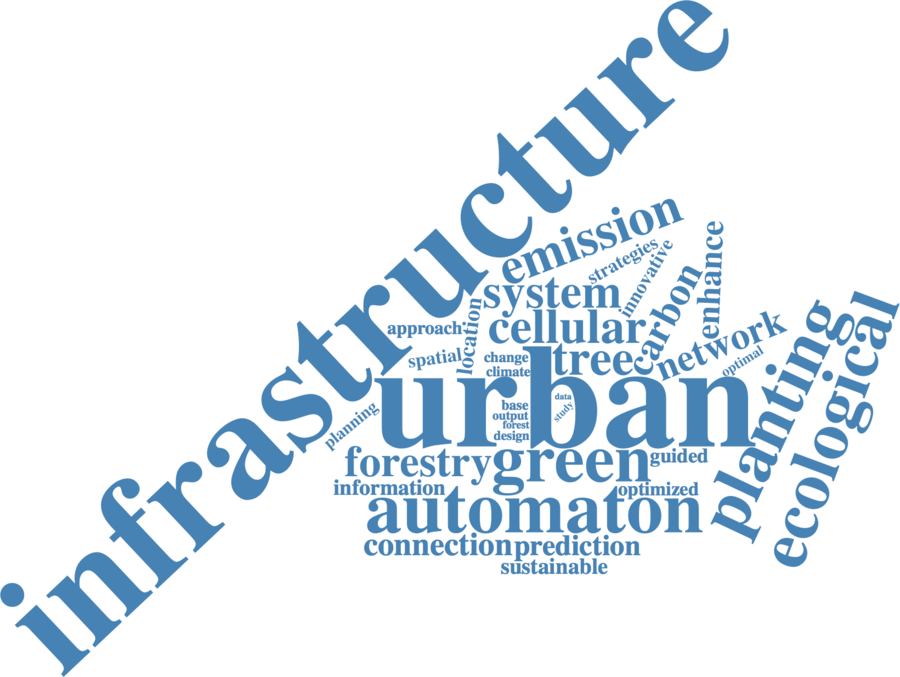 infrastructure
emission
strategies
innovative
enhance
system
carbon
location
approach
cellular
network
planting
ecological
spatial
change
climate
tree
optimal
urban
planning
base
output
forest
design
data
study
forestry
green
guided
information
optimized
automaton
connection
prediction
sustainable